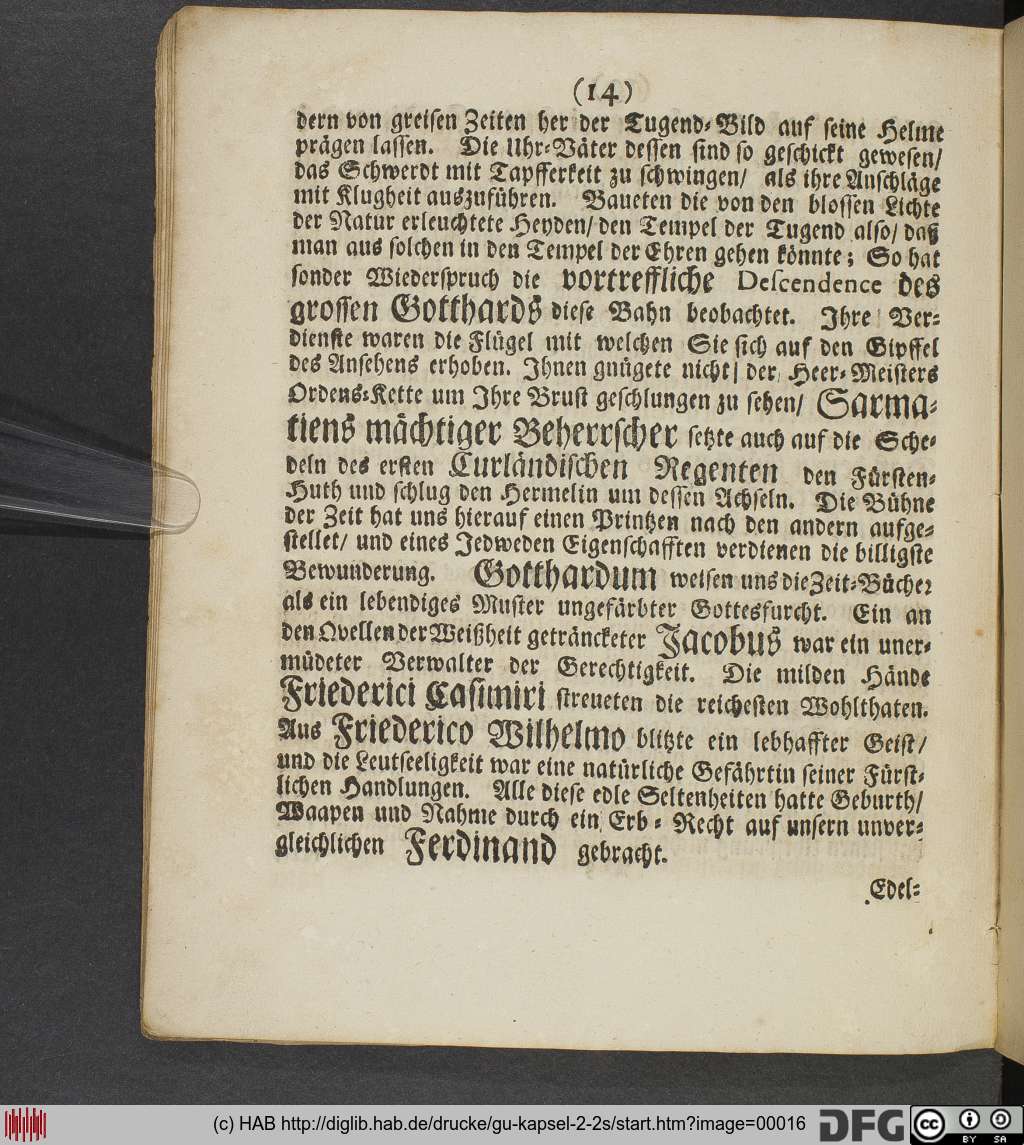 (14)
dern von greisen Zeiten her der Tugend-Bild auf seine Helme
prägen lassen. Die Uhr-Väter dessen sind so geschickt gewesen/
das Schwerdt mit Tapfferkeit zu schwingen/ als ihre Anschläge
mit Klugheit auszuführen. Baueten die von den blossen Lichte
der Natur erleuchtete Heyden/ den Tempel der Tugend also/ daß
man aus solchen in den Tempel der Ehren gehen könnte; So hat
sonder Wiederspruch die vortreffliche Descendence des
grossen Gotthards diese Bahn beobachtet. Ihre Ver-
dienste waren die Flügel mit welchen Sie sich auf den Gipffel
des Ansehens erhoben. Ihnen gnügete nicht/ der Heer-Meisters
Ordens-Kette um Ihre Brust geschlungen zu sehen/ Sarma-
tiens mächtiger Beherrscher setzte auch auf die Sche-
deln des ersten Curländischen Regenten den Fürsten-
Huth und schlug den Hermelin um dessen Achseln. Die Bühne
der Zeit hat uns hierauf einen Printzen nach den andern aufge-
stellet/ und eines Jedweden Eigenschafften verdienen die billigste
Bewunderung. Gotthardum weisen uns die Zeit-Bücher
als ein lebendiges Muster ungefärbter Gottesfurcht. Ein an
den Qvellen der Weißheit geträncketer Jacobus war ein uner-
müdeter Verwalter der Gerechtigkeit. Die milden Hände
Friederici Casimiri streueten die reichesten Wohlthaten.
Aus Friederico Wilhelmo blitzte ein lebhaffter Geist/
und die Leutseeligkeit war eine natürliche Gefährtin seiner Fürst-
lichen Handlungen. Alle diese edle Seltenheiten hatte Geburth/
Waapen und Nahme durch ein Erb-Recht auf unsern unver-
gleichlichen Ferdinand gebracht.
Edel-
(c) HAB http://diglib.hab.de/drucke/gu-kapsel-2-2s/start.htm?image=00016
DFG
cc BY SA